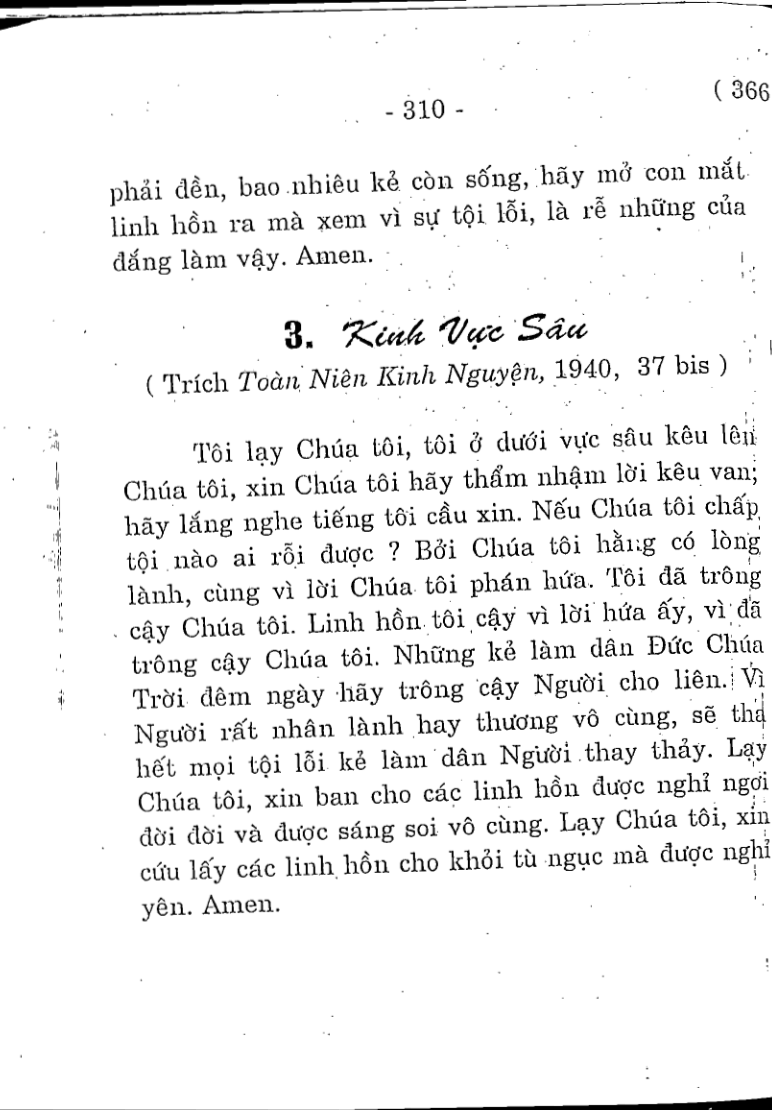 ( 366
- 310 -
phải đền, bao nhiêu kẻ còn sống, hãy mở con mắt
linh hồn ra mà xem vì sự tội lỗi, là rễ những của
đắng làm vậy. Amen.
3. Kinh Vực Sâu
( Trích Toàn Niên Kinh Nguyện, 1940, 37 bis )
Tôi lạy Chúa tôi, tôi ở dưới vực sâu kêu lên
Chúa tôi, xin Chúa tôi hãy thẩm nhậm lời kêu van;
hãy lắng nghe tiếng tôi cầu xin. Nếu Chúa tôi chấp
tội nào ai rỗi được ? Bởi Chúa tôi hằng có lòng
lành, cùng vì lời Chúa tôi phán hứa. Tôi đã trông
cậy Chúa tôi. Linh hồn tôi cậy vì lời hứa ấy, vì đã
trông cậy Chúa tôi. Những kẻ làm dân Đức Chúa
Trời đêm ngày hãy trông cậy Người cho liên. Vì
Người rất nhân lành hay thương vô cùng, sẽ tha
hết mọi tội lỗi kẻ làm dân Người thay thảy. Lạy
Chúa tôi, xin ban cho các linh hồn được nghỉ ngơi
đời đời và được sáng soi vô cùng. Lạy Chúa tôi, xin
cứu lấy các linh hồn cho khỏi tù ngục mà được nghỉ
yên. Amen.